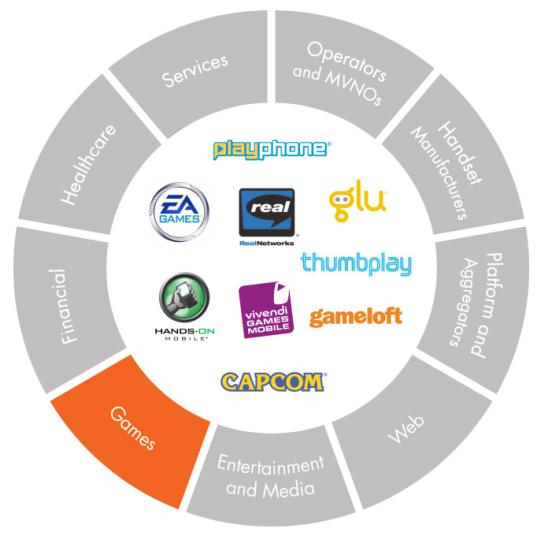 Services
Operators
and MVNOs
Healthcare
Handset
Manufacturers
playphone®
EA
GAMES
real
RealNetworks®
glu
thumbplay
Financial
Platform and
Aggregators
HANDS-ON
MOBILE
vivendi
GAMES
MOBILE
gameloft
CAPCOM®
Games
Web
Entertainment
and Media